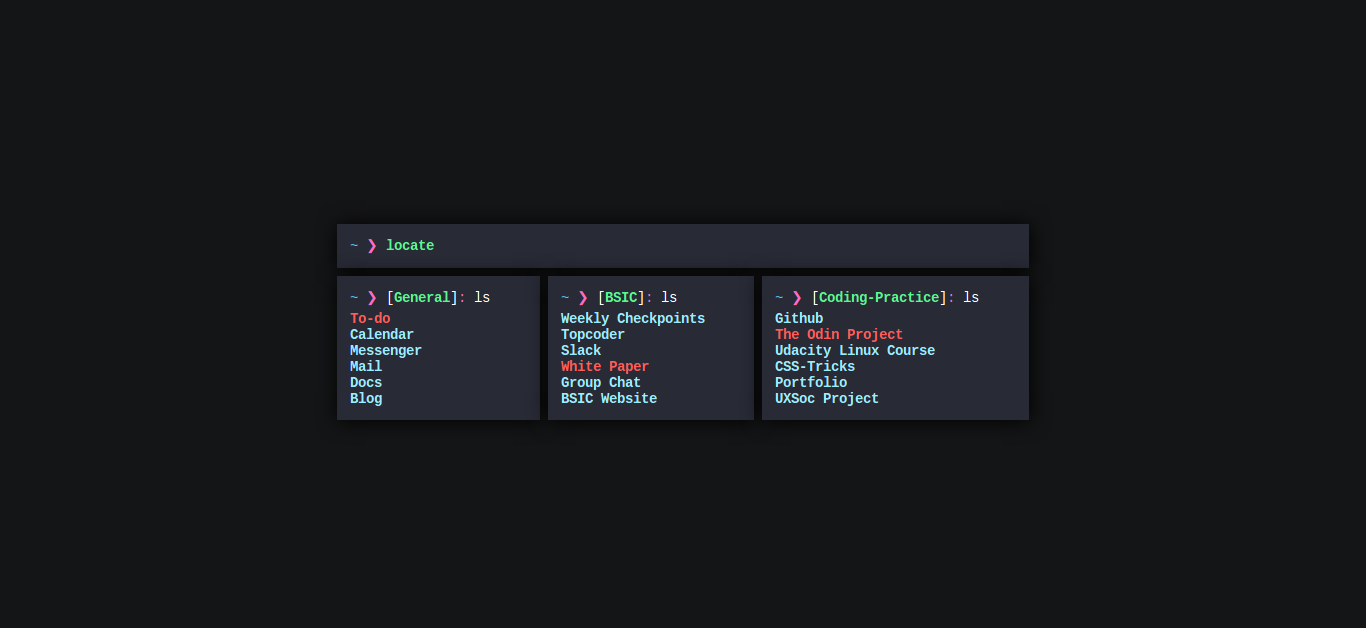 ~ ❯ locate
~ ❯ [General]: ls
To-do
Calendar
Messenger
Mail
Docs
Blog
~ ❯ [BSIC]: ls
Weekly Checkpoints
Topcoder
Slack
White Paper
Group Chat
BSIC Website
~ ❯ [Coding-Practice]: ls
Github
The Odin Project
Udacity Linux Course
CSS-Tricks
Portfolio
UXSoc Project